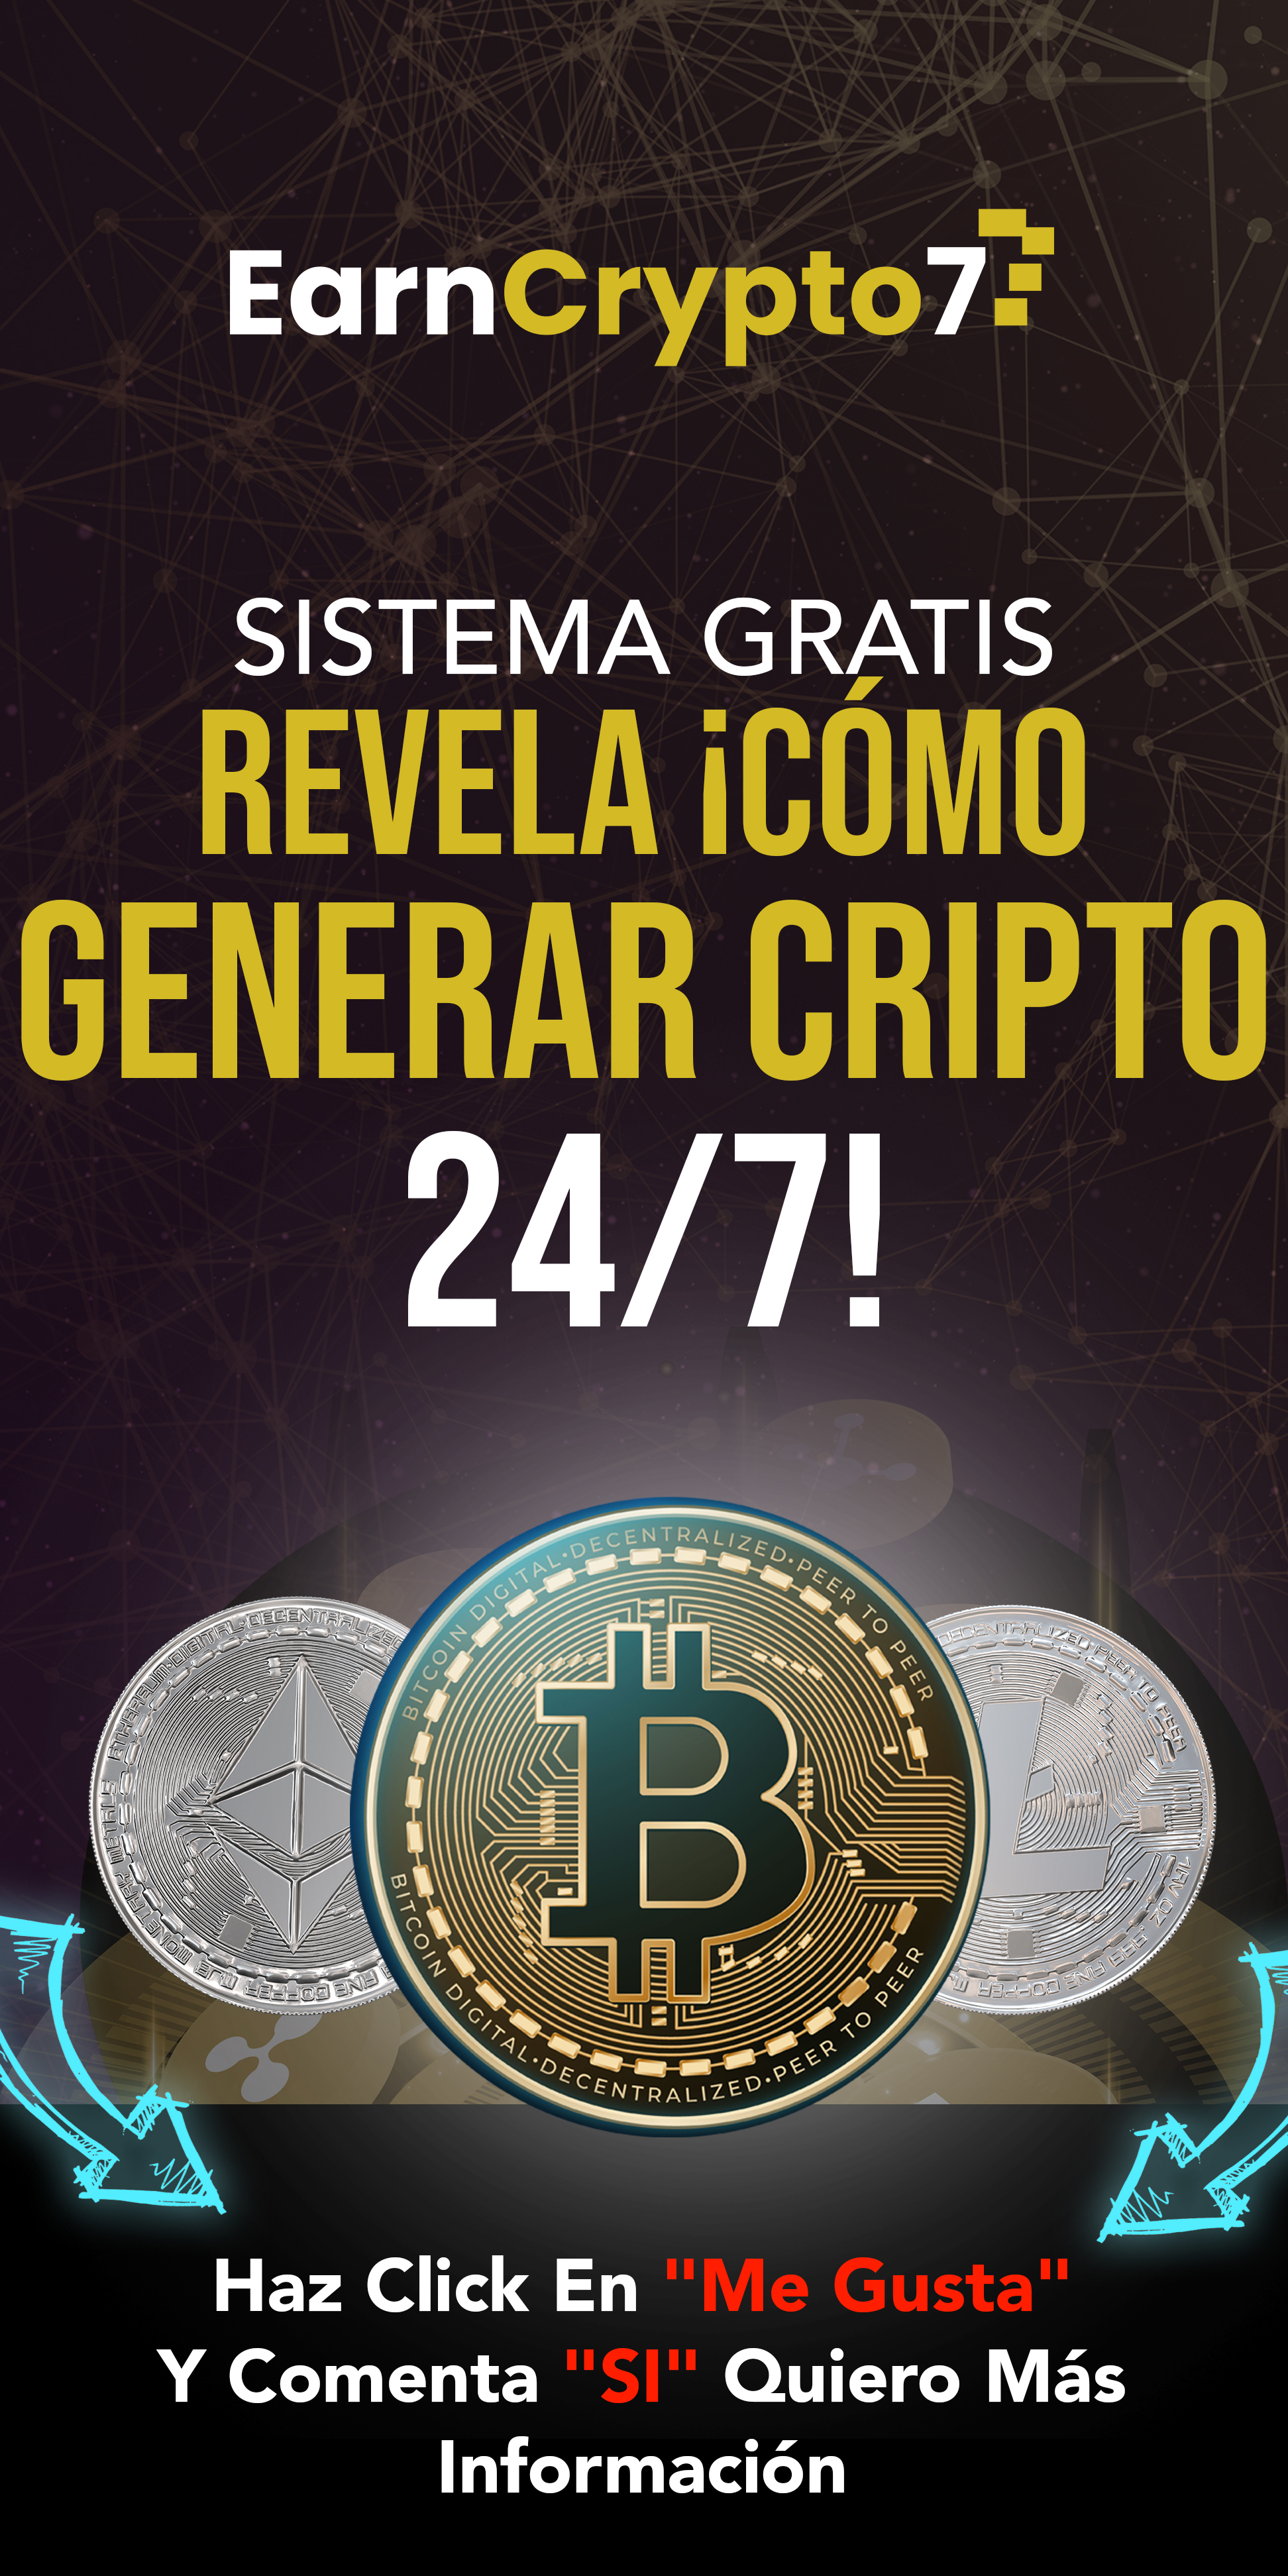 EarnCrypto7
SISTEMA GRATIS
REVELA ¡CÓMO
GENERAR CRIPTO
24/7!
BITCOIN DIGITAL•DECENTRALIZED•PEER TO PEER
BITCOIN DIGITAL•DECENTRALIZED•PEER TO PEER
Haz Click En "Me Gusta"
Y Comenta "SI" Quiero Más
Información